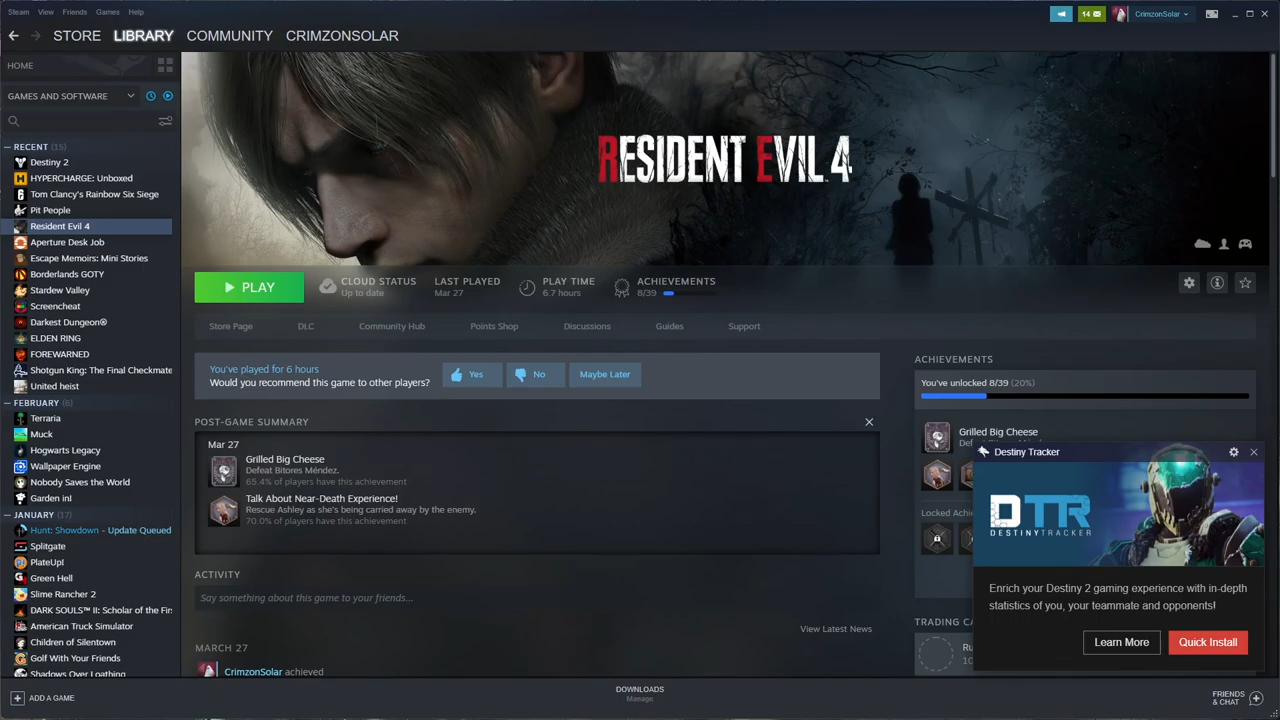 Steam View Friends Games Help
14 CrimzonSolar
STORE LIBRARY COMMUNITY CRIMZONSOLAR
HOME
GAMES AND SOFTWARE
RECENT (15)
Destiny 2
HYPERCHARGE: Unboxed
Tom Clancy's Rainbow Six Siege
Pit People
Resident Evil 4
Aperture Desk Job
Escape Memoirs: Mini Stories
Borderlands GOTY
Stardew Valley
Screencheat
Darkest Dungeon®
ELDEN RING
FOREWARNED
Shotgun King: The Final Checkmate
United heist
FEBRUARY (6)
Terraria
Muck
Hogwarts Legacy
Wallpaper Engine
Nobody Saves the World
Garden in!
JANUARY (17)
Hunt: Showdown - Update Queued
Splitgate
PlateUp!
Green Hell
Slime Rancher 2
DARK SOULS™ II: Scholar of the Firs
American Truck Simulator
Children of Silentown
Golf With Your Friends
Shadows Over Loathing
ADD A GAME
RESIDENT EVIL 4
PLAY
CLOUD STATUS
Up to date
LAST PLAYED
Mar 27
PLAY TIME
6.7 hours
ACHIEVEMENTS
8/39
Store Page DLC Community Hub Points Shop Discussions Guides Support
You've played for 6 hours
Would you recommend this game to other players?
Yes No Maybe Later
POST-GAME SUMMARY
Mar 27
Grilled Big Cheese
Defeat Bitores Méndez.
65.4% of players have this achievement
Talk About Near-Death Experience!
Rescue Ashley as she's being carried away by the enemy.
70.0% of players have this achievement
ACTIVITY
Say something about this game to your friends...
View Latest News
MARCH 27
CrimzonSolar achieved
ACHIEVEMENTS
You've unlocked 8/39 (20%)
Grilled Big Cheese
Locked Achie
TRADING CA
Destiny Tracker
DTR
DESTINYTRACKER
Enrich your Destiny 2 gaming experience with in-depth
statistics of you, your teammate and opponents!
Learn More Quick Install
DOWNLOADS
Manage
FRIENDS
& CHAT